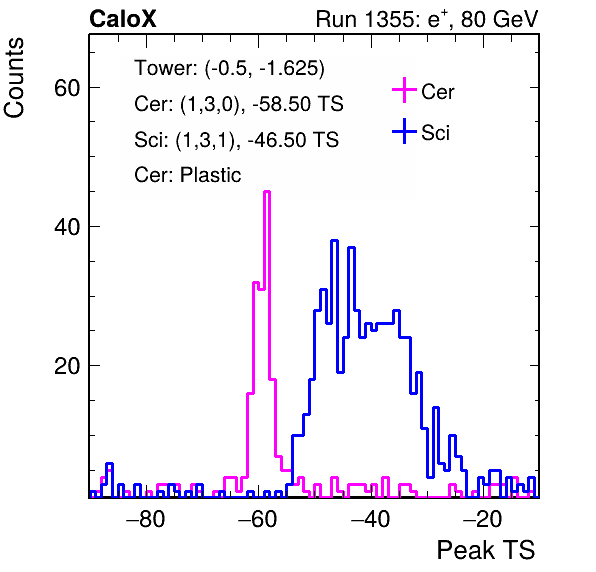 CaloX Run 1355: e⁺, 80 GeV
Counts
Tower: (-0.5, -1.625)
Cer: (1,3,0), -58.50 TS
Sci: (1,3,1), -46.50 TS
Cer: Plastic
Cer
Sci
60
40
20
−80 −60 −40 −20
Peak TS